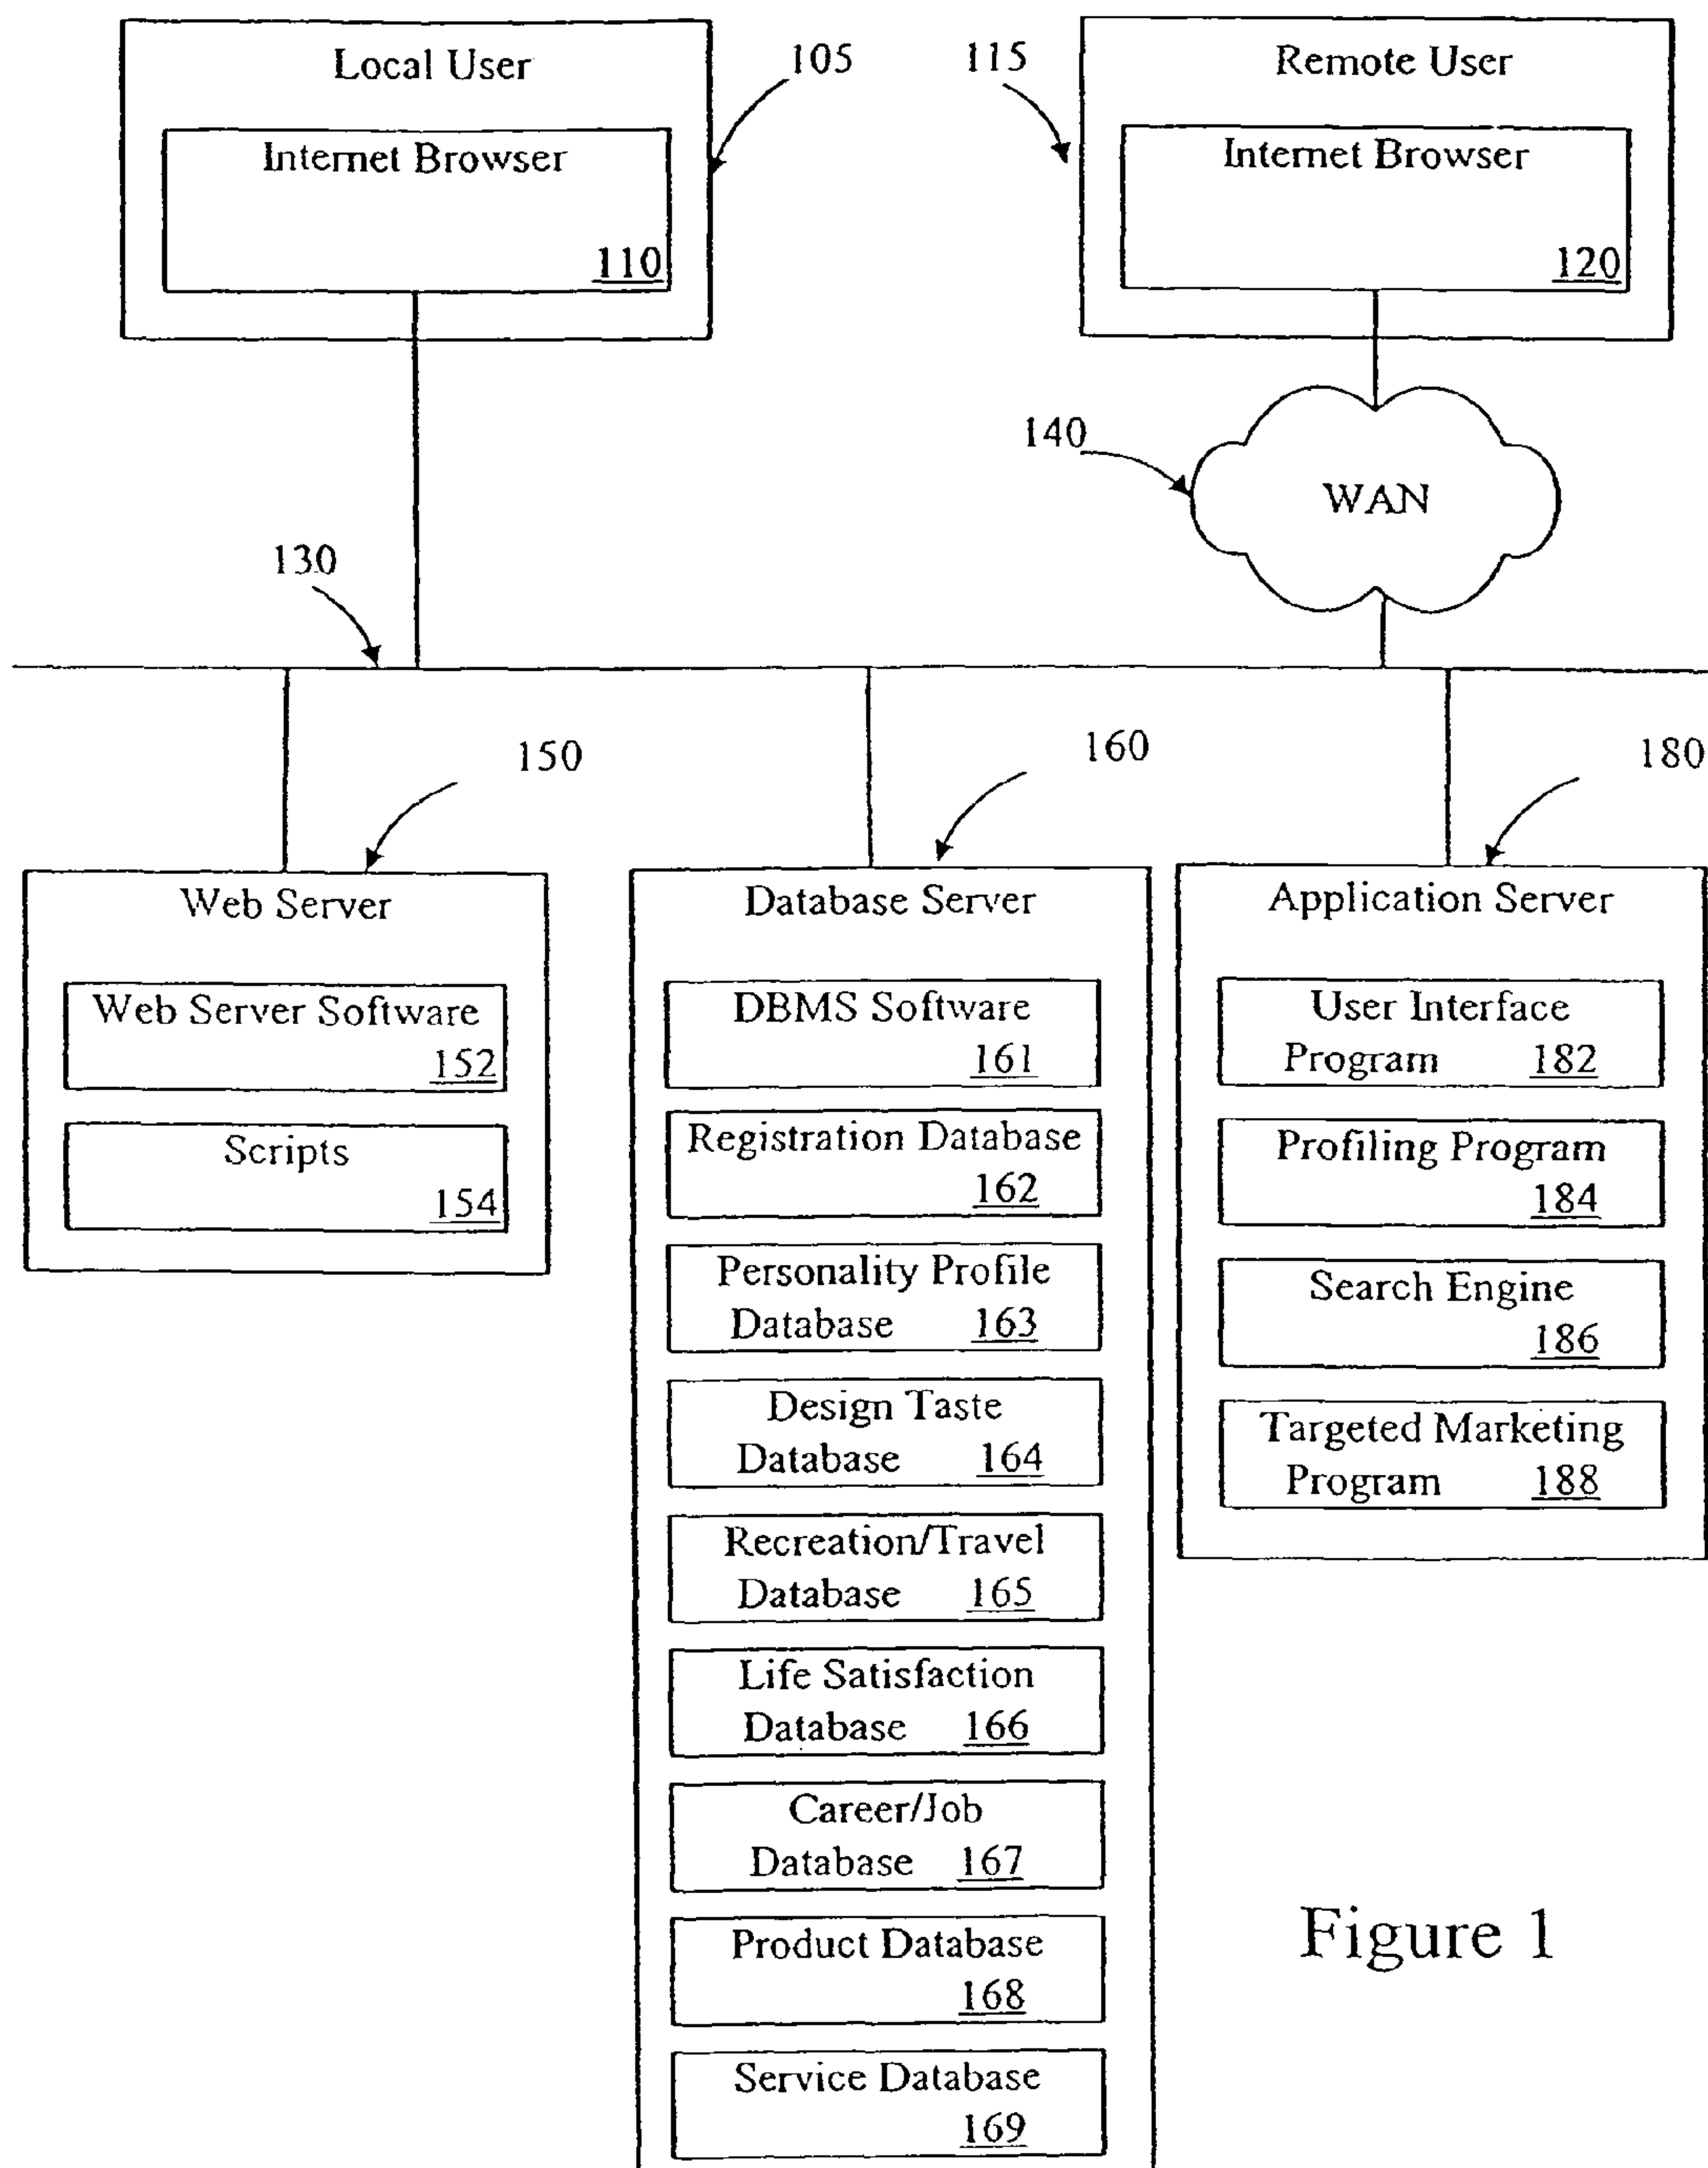 Local User
105
115
Remote User
Internet Browser
110
Internet Browser
120
140
WAN
130
150
160
180
Web Server
Web Server Software
152
Scripts
154
Database Server
DBMS Software
161
Registration Database
162
Personality Profile
Database 163
Design Taste
Database 164
Recreation/Travel
Database 165
Life Satisfaction
Database 166
Career/Job
Database 167
Product Database
168
Service Database
169
Application Server
User Interface
Program 182
Profiling Program
184
Search Engine
186
Targeted Marketing
Program 188
Figure 1